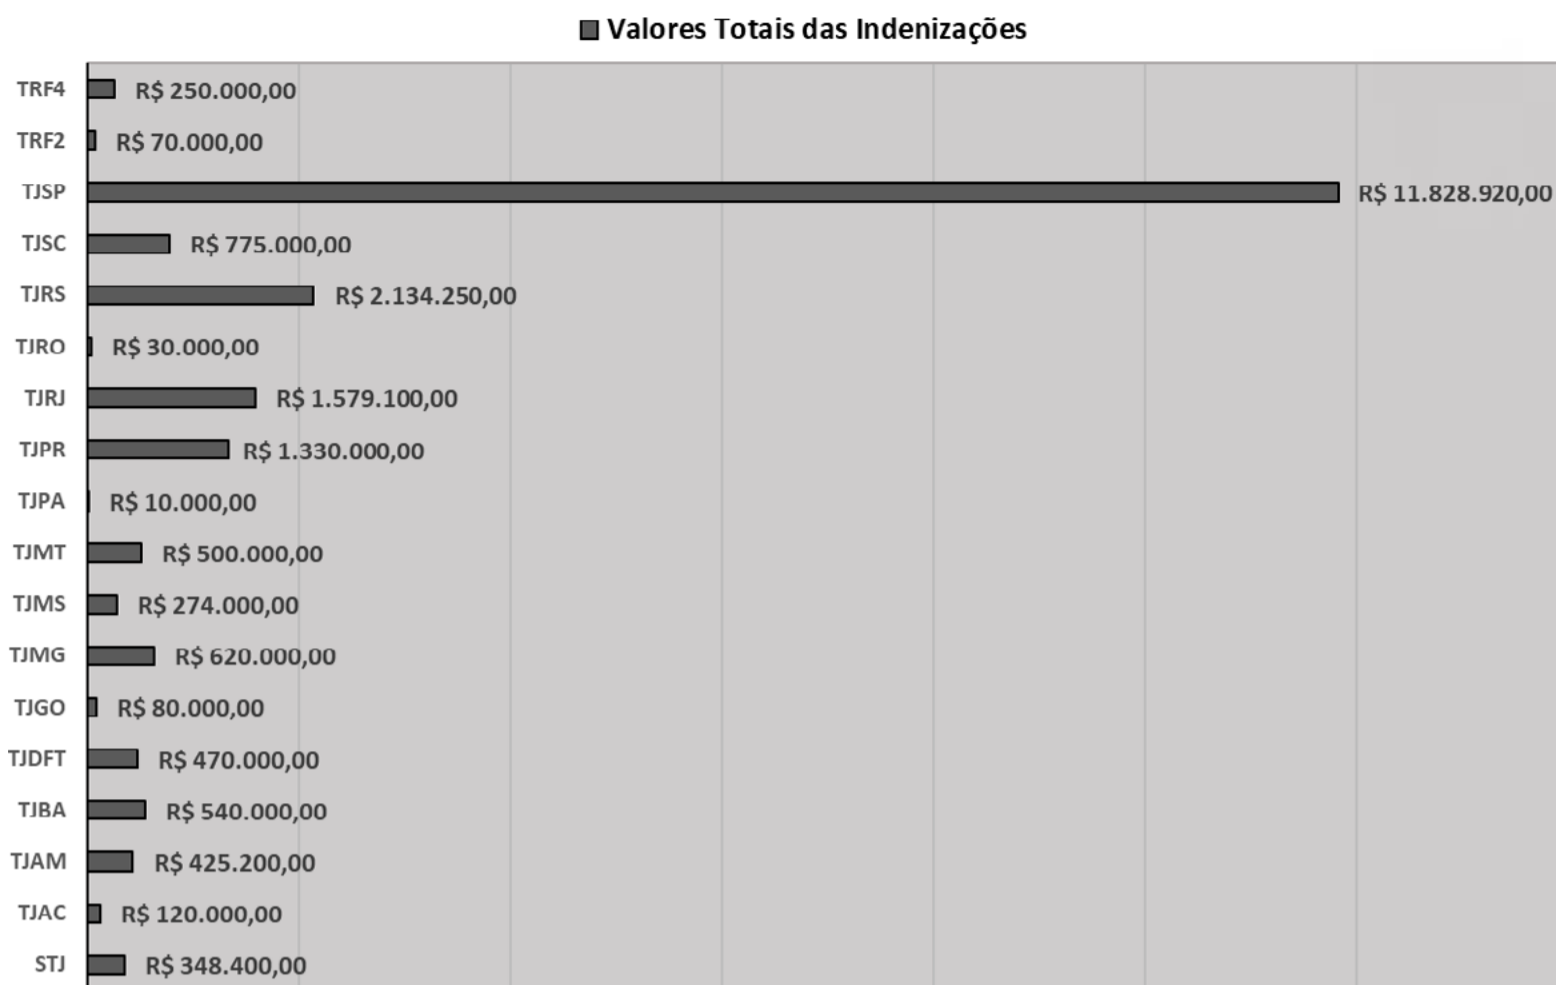 Valores Totais das Indenizações
TRF4 R$ 250.000,00
TRF2 R$ 70.000,00
TJSP R$ 11.828.920,00
TJSC R$ 775.000,00
TJRS R$ 2.134.250,00
TJRO R$ 30.000,00
TJRJ R$ 1.579.100,00
TJPR R$ 1.330.000,00
TJPA R$ 10.000,00
TJMT R$ 500.000,00
TJMS R$ 274.000,00
TJMG R$ 620.000,00
TJGO R$ 80.000,00
TJDFT R$ 470.000,00
TJBA R$ 540.000,00
TJAM R$ 425.200,00
TJAC R$ 120.000,00
STJ R$ 348.400,00